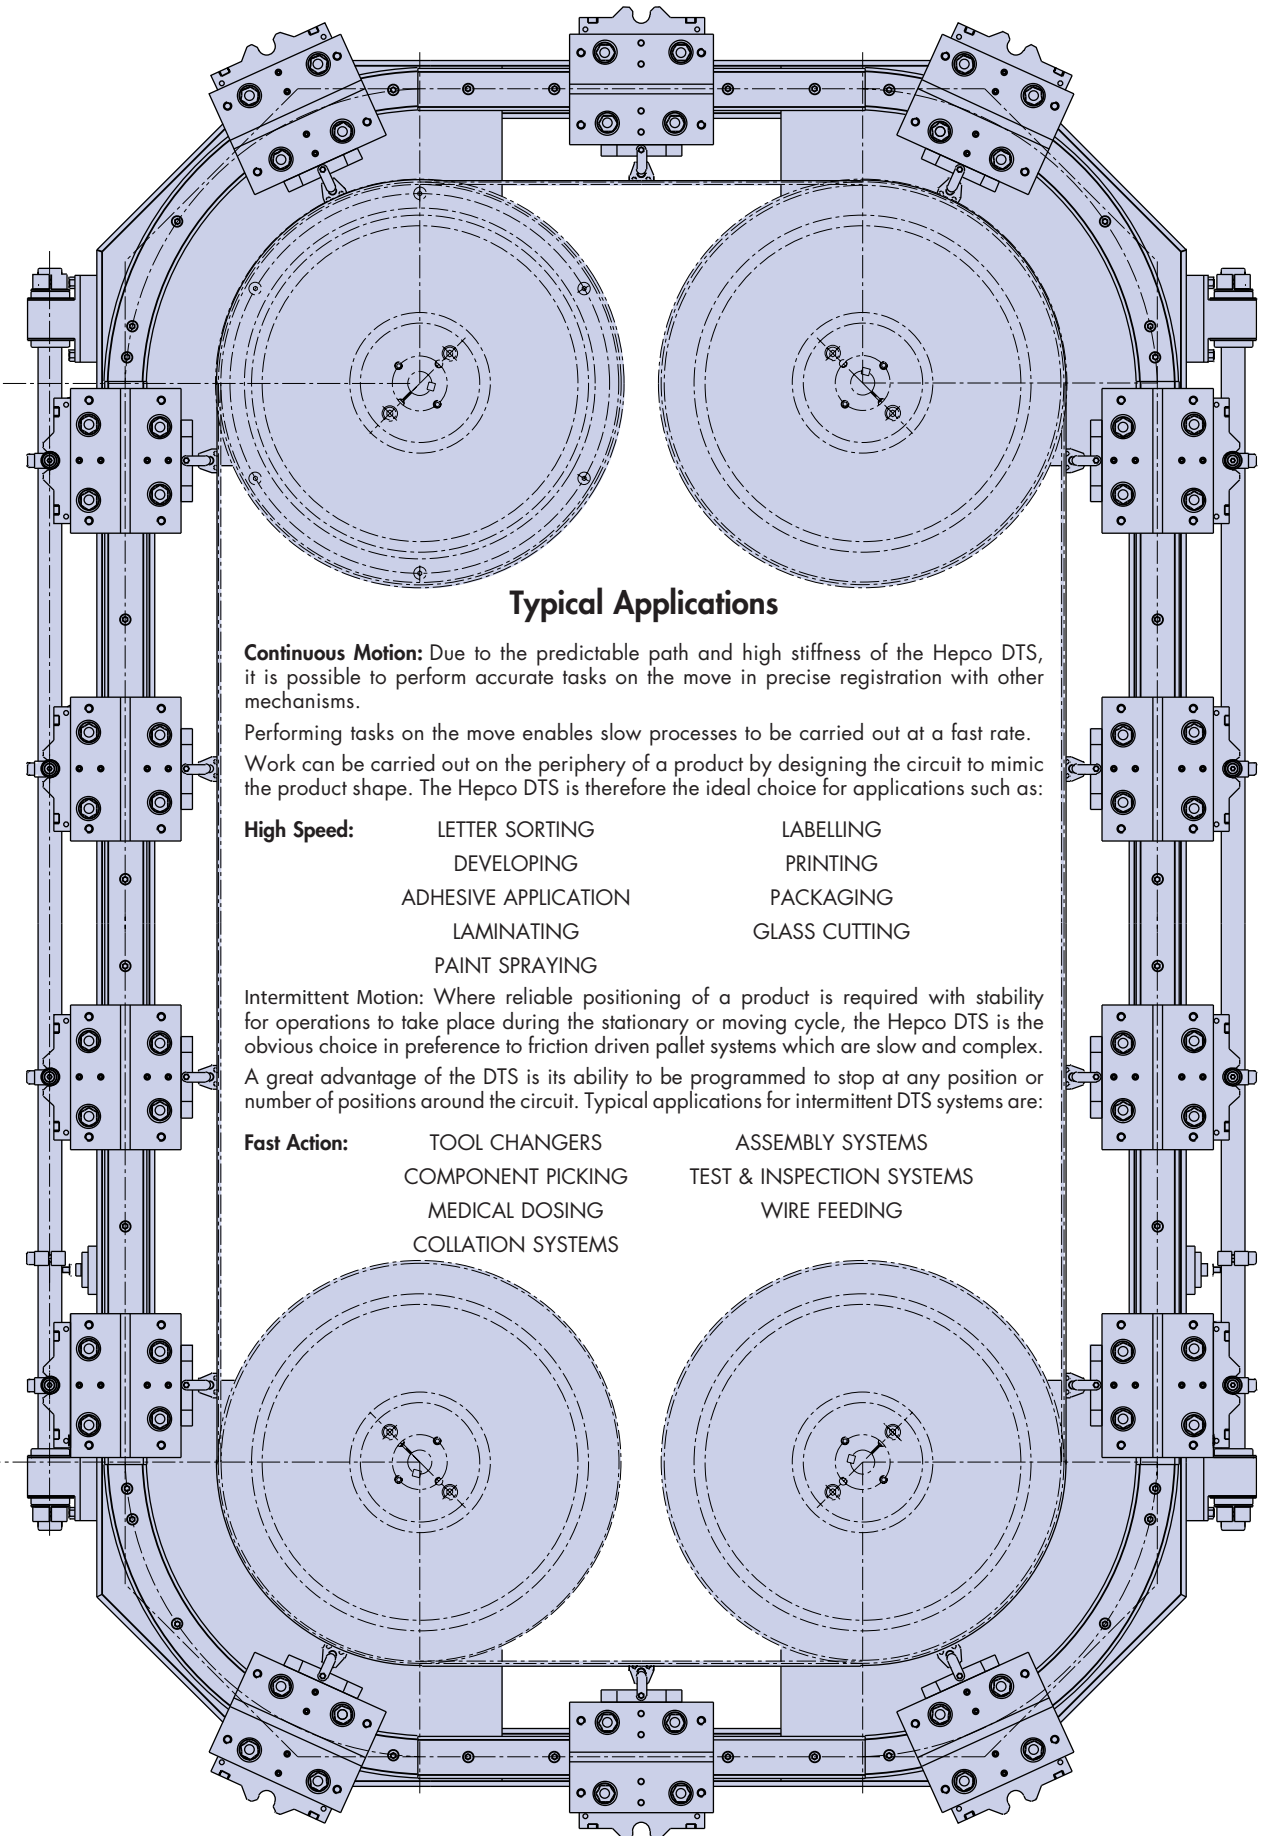 Typical Applications
Continuous Motion: Due to the predictable path and high stiffness of the Hepco DTS,
it is possible to perform accurate tasks on the move in precise registration with other
mechanisms.
Performing tasks on the move enables slow processes to be carried out at a fast rate.
Work can be carried out on the periphery of a product by designing the circuit to mimic
the product shape. The Hepco DTS is therefore the ideal choice for applications such as:
High Speed: LETTER SORTING LABELLING
DEVELOPING PRINTING
ADHESIVE APPLICATION PACKAGING
LAMINATING GLASS CUTTING
PAINT SPRAYING
Intermittent Motion: Where reliable positioning of a product is required with stability
for operations to take place during the stationary or moving cycle, the Hepco DTS is the
obvious choice in preference to friction driven pallet systems which are slow and complex.
A great advantage of the DTS is its ability to be programmed to stop at any position or
number of positions around the circuit. Typical applications for intermittent DTS systems are:
Fast Action: TOOL CHANGERS ASSEMBLY SYSTEMS
COMPONENT PICKING TEST & INSPECTION SYSTEMS
MEDICAL DOSING WIRE FEEDING
COLLATION SYSTEMS